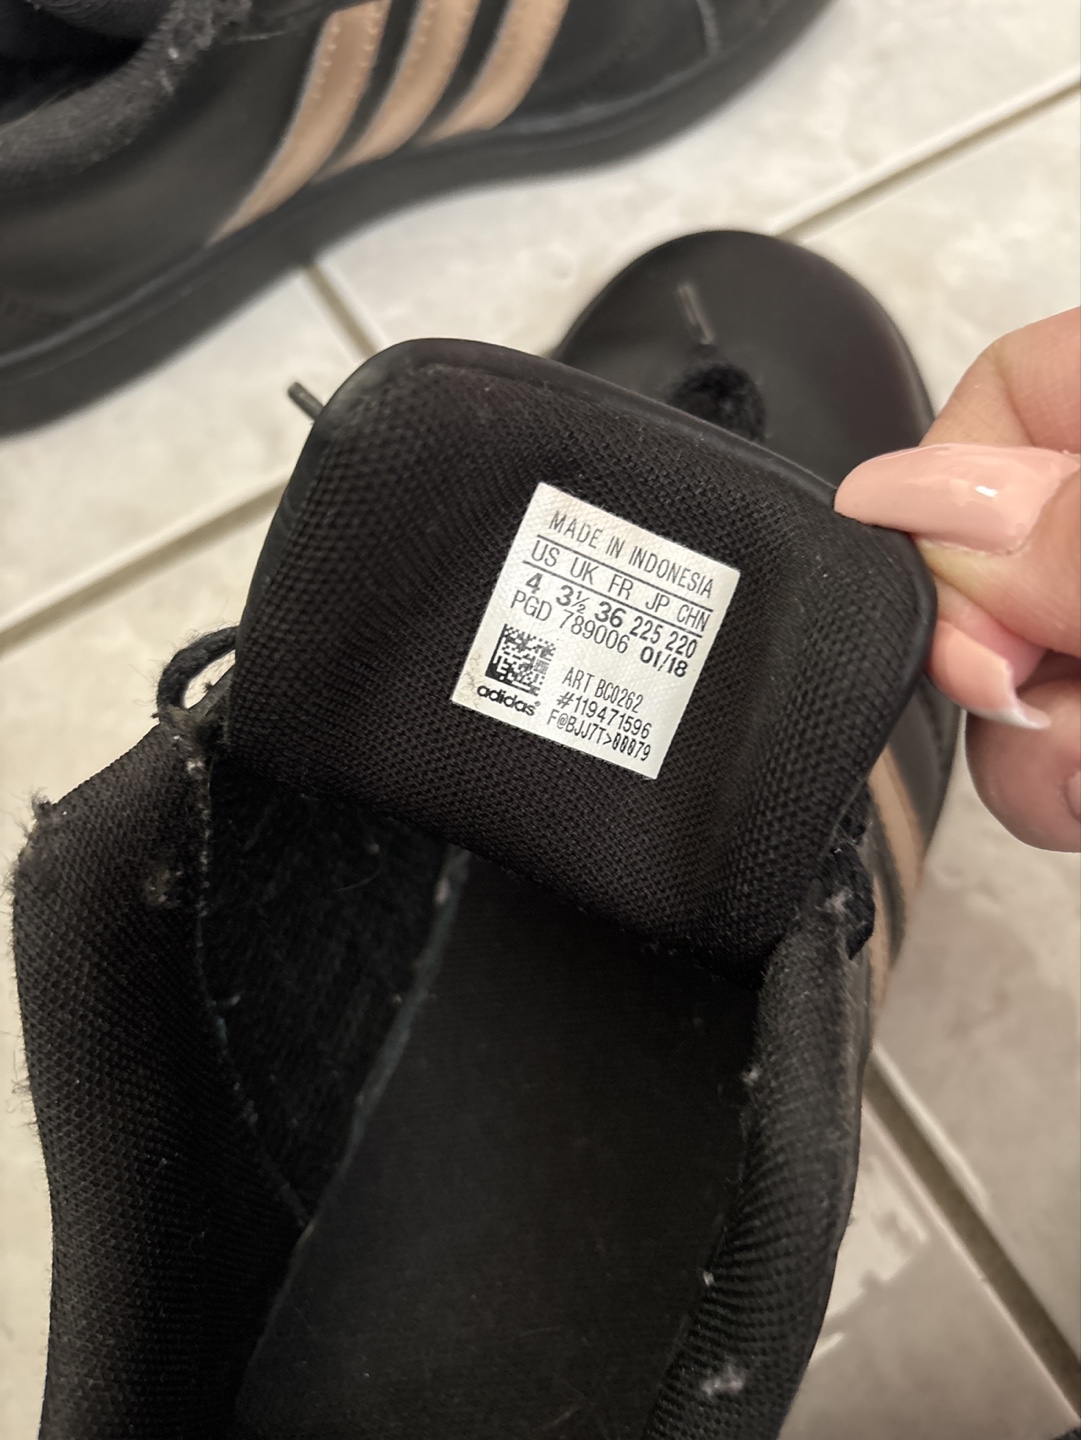 MADE IN INDONESIA
US UK FR JP CHN
4 3½ 36 225 220
PGD 789006 01/18
ART BC0262
#119471596
F@BJJ7T>00079
adidas®